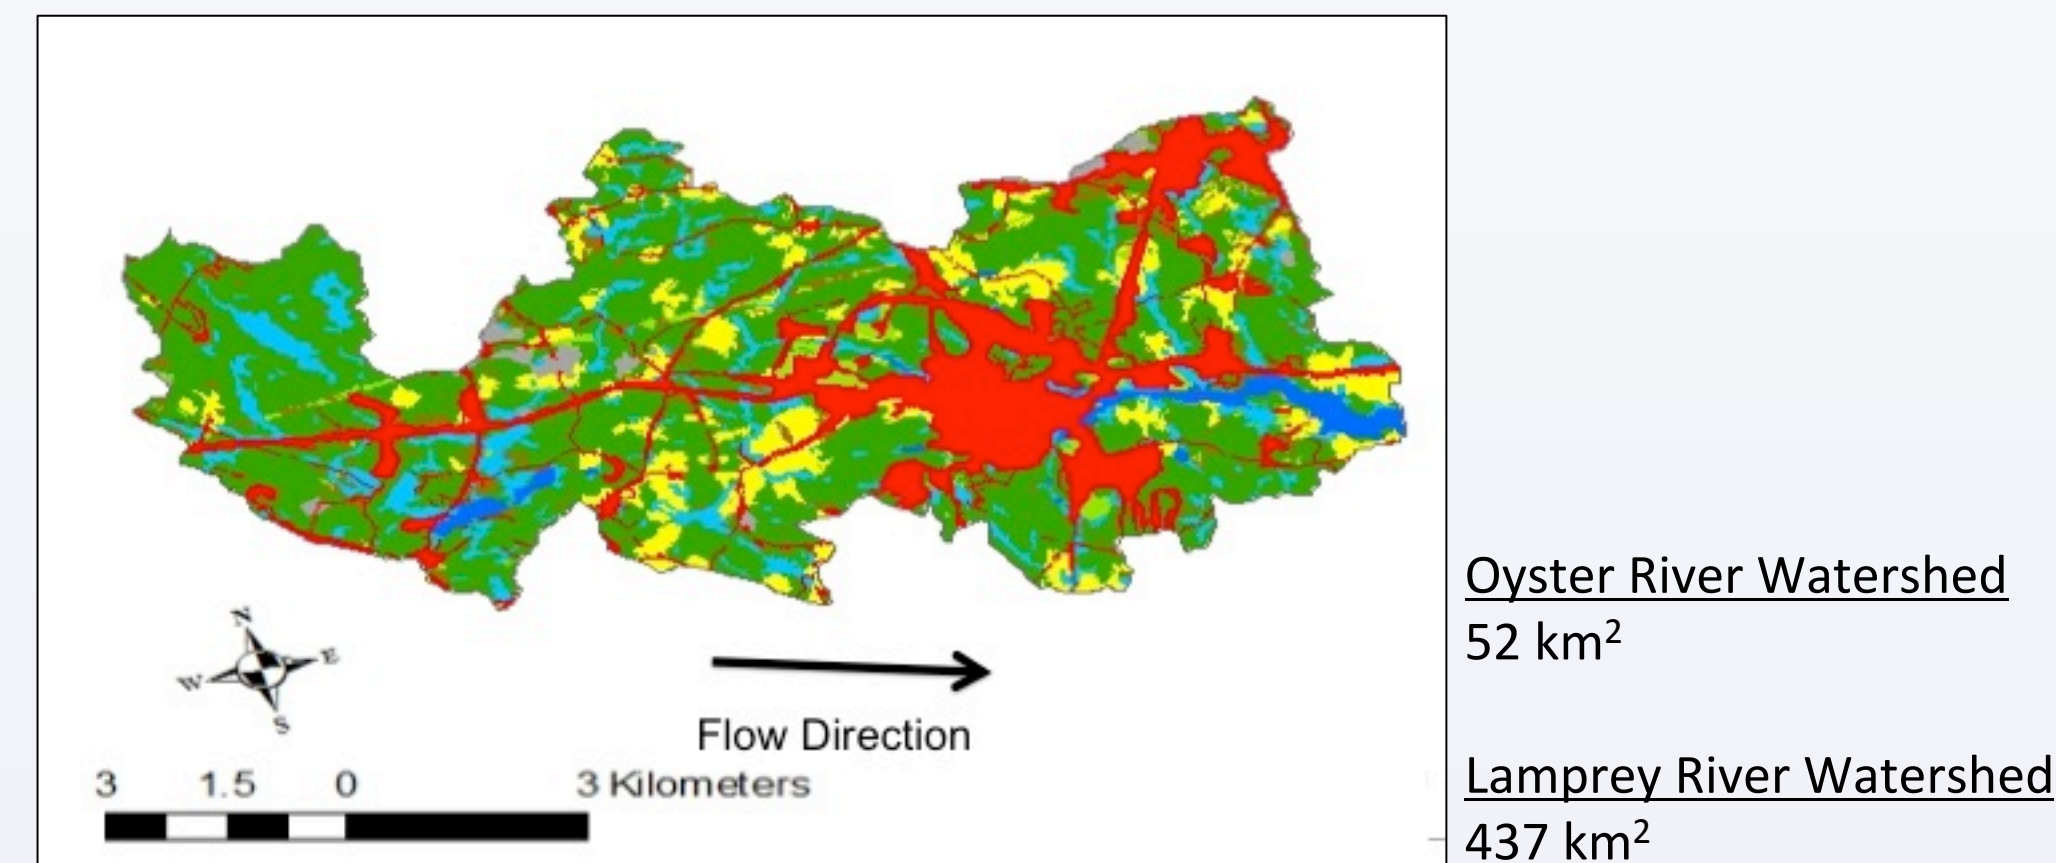 N
E
W
S
Flow Direction
3 1.5 0 3 Kilometers
Oyster River Watershed
52 km²
Lamprey River Watershed
437 km²